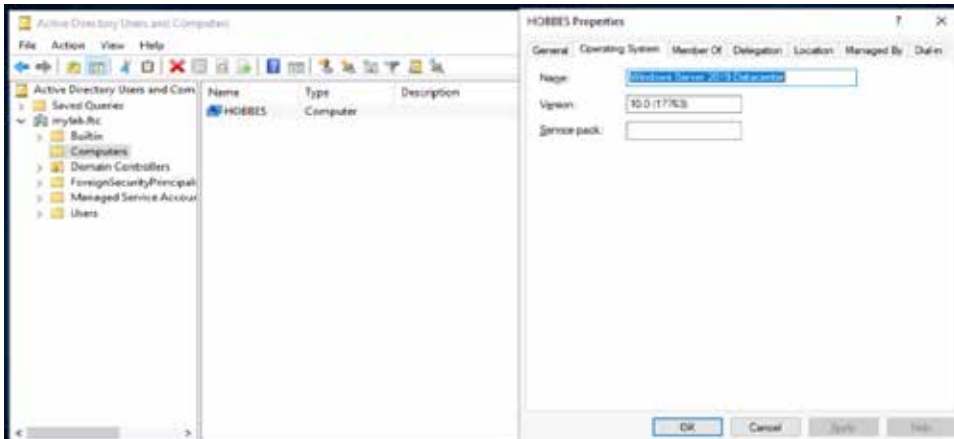 Active Directory Users and Computers
File Action View Help
Active Directory Users and Com
Saved Queries
mylab.ftc
Builtin
Computers
Domain Controllers
ForeignSecurityPrincipal
Managed Service Accour
Users
Name Type Description
HOBBES Computer
HOBBES Properties ? ×
General Operating System Member Of Delegation Location Managed By Dial-in
Name: Windows Server 2019 Datacenter
Version: 10.0 (17763)
Service pack:
OK Cancel Apply Help